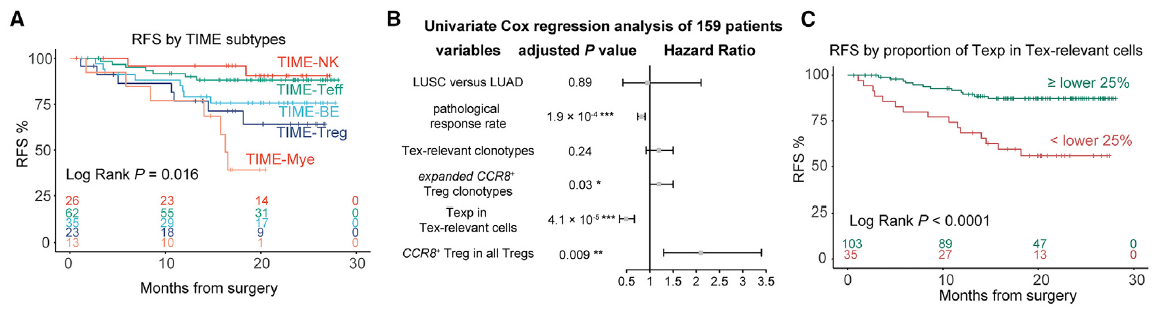 A
RFS by TIME subtypes
RFS %
100
75
50
25
0
TIME-NK
TIME-Teff
TIME-BE
TIME-Treg
TIME-Mye
Log Rank P = 0.016
26 23 14 0
62 55 31 0
35 29 17 0
23 18 9 0
13 10 1 0
0 10 20 30
Months from surgery
B
Univariate Cox regression analysis of 159 patients
variables adjusted P value Hazard Ratio
LUSC versus LUAD 0.89
pathological
response rate 1.9 × 10⁻⁴ ***
Tex-relevant clonotypes 0.24
expanded CCR8⁺
Treg clonotypes 0.03 *
Texp in
Tex-relevant cells 4.1 × 10⁻⁵ ***
CCR8⁺ Treg in all Tregs 0.009 **
0.5 1 1.5 2 2.5 3 3.5
C
RFS by proportion of Texp in Tex-relevant cells
RFS %
100
75
50
25
0
≥ lower 25%
< lower 25%
Log Rank P < 0.0001
103 89 47 0
35 27 13 0
0 10 20 30
Months from surgery